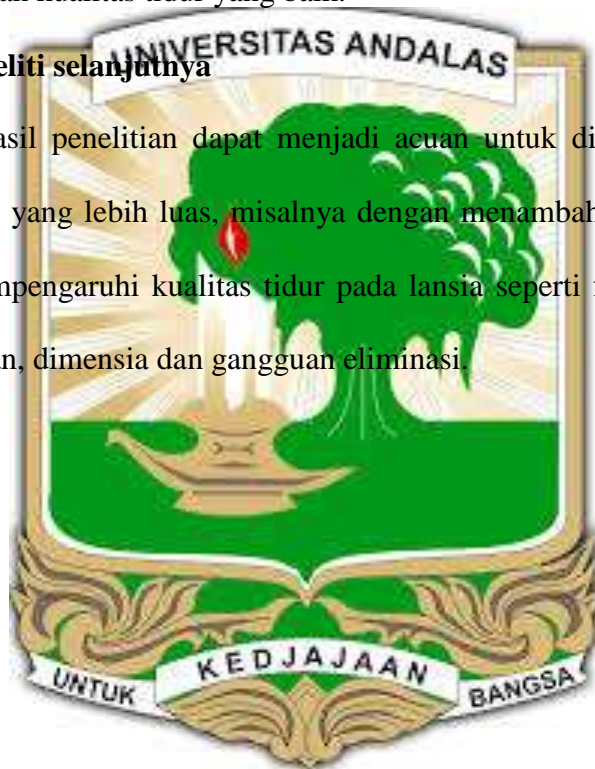 kualitas tidur yang baik.
UNIVERSITAS ANDALAS
eliti selanjutnya
asil penelitian dapat menjadi acuan untuk di
yang lebih luas, misalnya dengan menambah
mpengaruhi kualitas tidur pada lansia seperti
n, dimensia dan gangguan eliminasi.
UNTUK KEDJAJAAN BANGSA